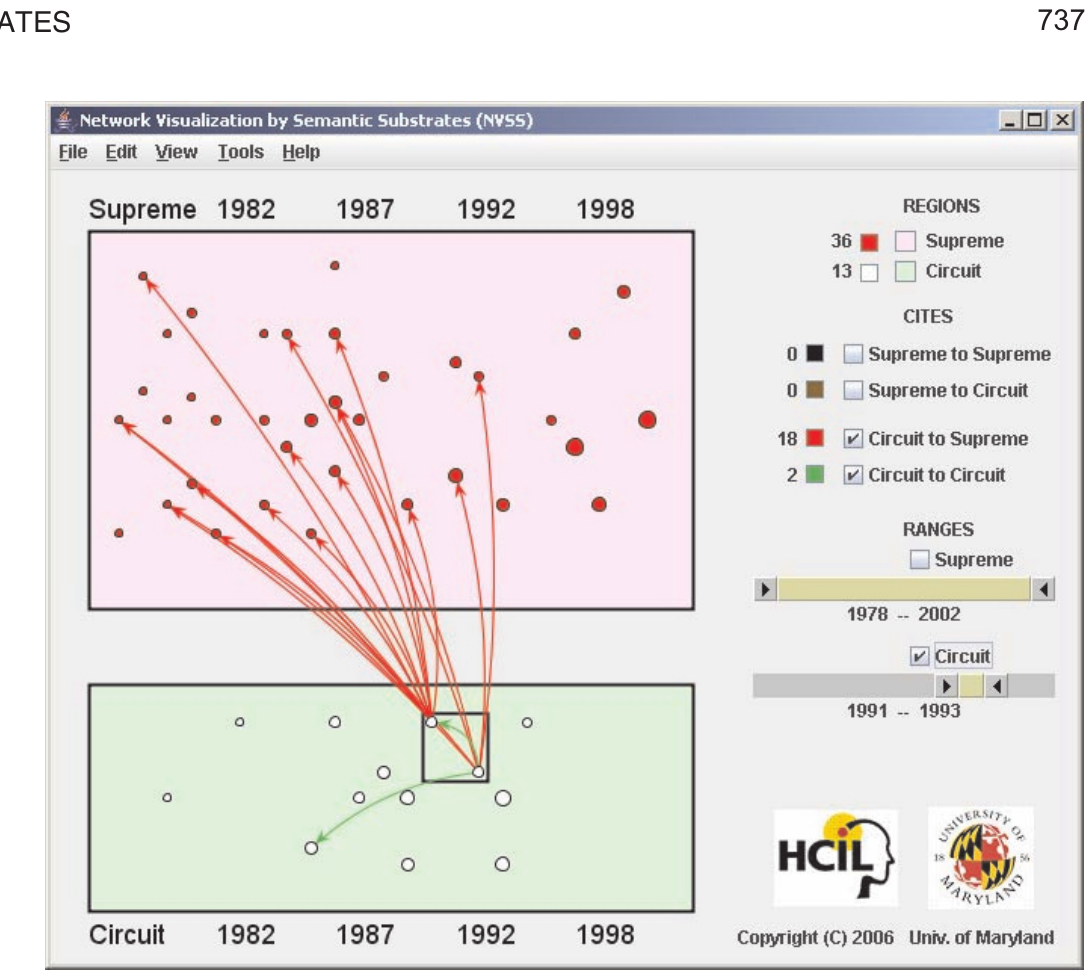 ATES
737
Network Visualization by Semantic Substrates (NVSS)
File Edit View Tools Help
Supreme 1982 1987 1992 1998
REGIONS
36 Supreme
13 Circuit
CITES
0 Supreme to Supreme
0 Supreme to Circuit
18 Circuit to Supreme
2 Circuit to Circuit
RANGES
Supreme
1978 -- 2002
Circuit
1991 -- 1993
HCIL
UNIVERSITY OF
18 56
MARYLAND
Circuit 1982 1987 1992 1998
Copyright (C) 2006 Univ. of Maryland